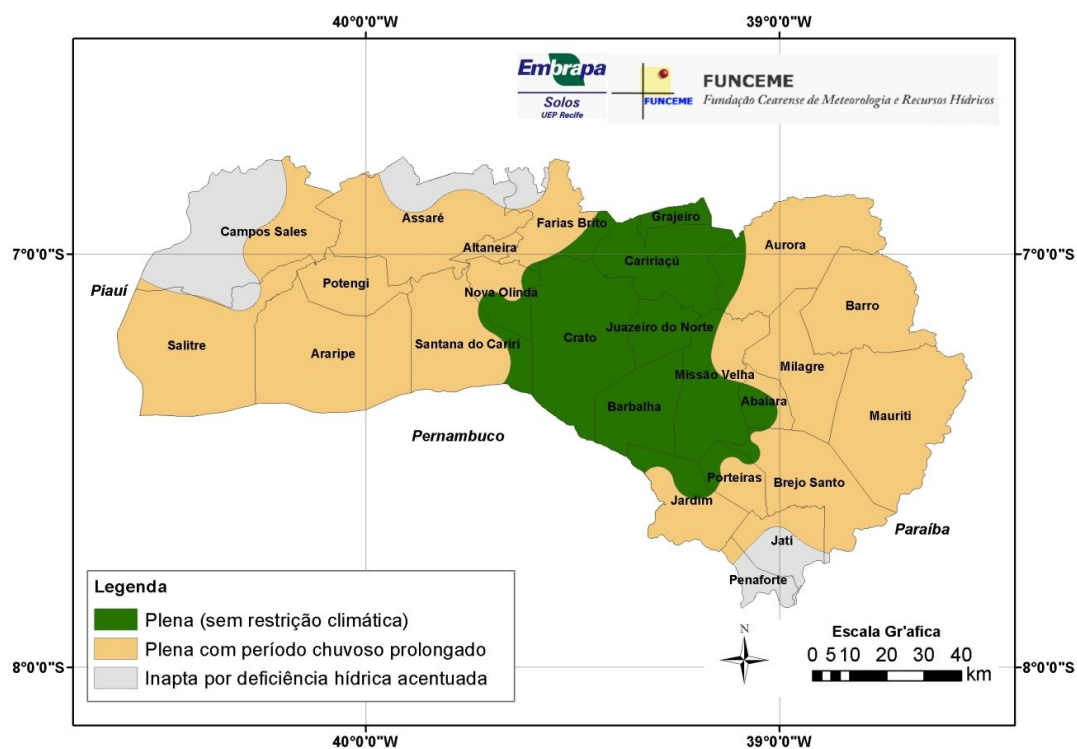 40°0'0"W
39°0'0"W
Embrapa
Solos
UEP Recife
FUNCEME
FUNCEME
Fundação Cearense de Meteorologia e Recursos Hídricos
Grajeiro
Assaré
Farias Brito
Campos Sales
Aurora
Altaneira
7°0'0"S
Caririaçú
7°0'0"S
Potengi
Piauí
Nova Olinda
Barro
Juazeiro do Norte
Crato
Salitre
Araripe
Santana do Cariri
Milagre
Missão Velha
Abaiara
Barbalha
Mauriti
Pernambuco
Porteiras
Brejo Santo
Jardim
Paraíba
Jatí
Penaforte
Legenda
Plena (sem restrição climática)
Plena com período chuvoso prolongado
Inapta por deficiência hídrica acentuada
N
Escala Gr'afica
0 5 10 20 30 40
km
8°0'0"S
8°0'0"S
40°0'0"W
39°0'0"W